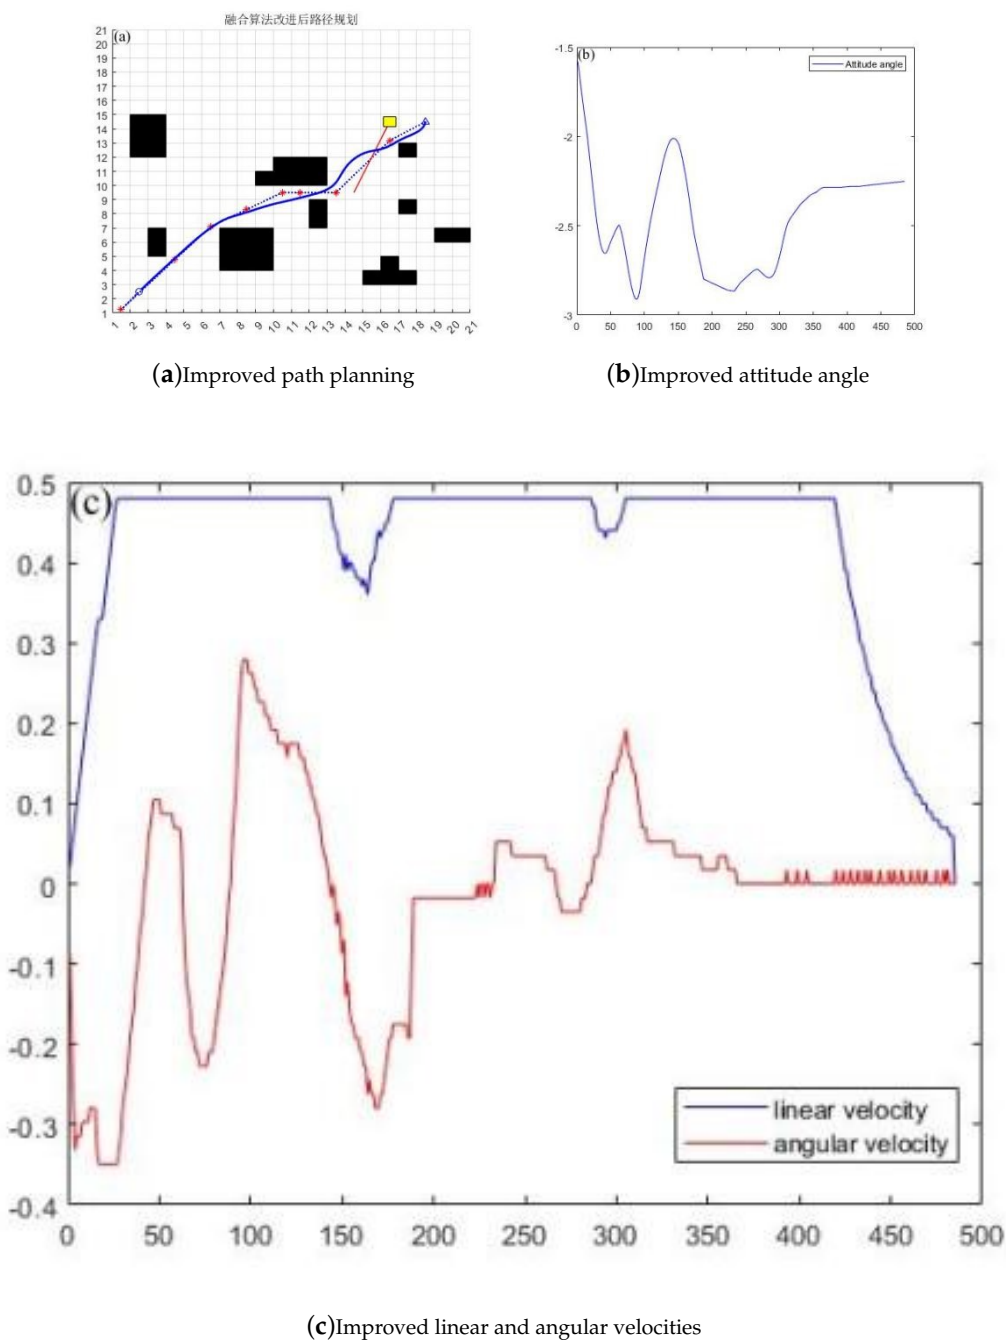 融合算法改进后路径规划
(a)
21
20
19
18
17
16
15
14
13
12
11
10
9
8
7
6
5
4
3
2
1
1 2 3 4 5 6 7 8 9 10 11 12 13 14 15 16 17 18 19 20 21
(a)Improved path planning
(b)
Attitude angle
-1.5
-2
-2.5
-3
0 50 100 150 200 250 300 350 400 450 500
(b)Improved attitude angle
(c)
0.5
0.4
0.3
0.2
0.1
0
-0.1
-0.2
-0.3
-0.4
linear velocity
angular velocity
0 50 100 150 200 250 300 350 400 450 500
(c)Improved linear and angular velocities